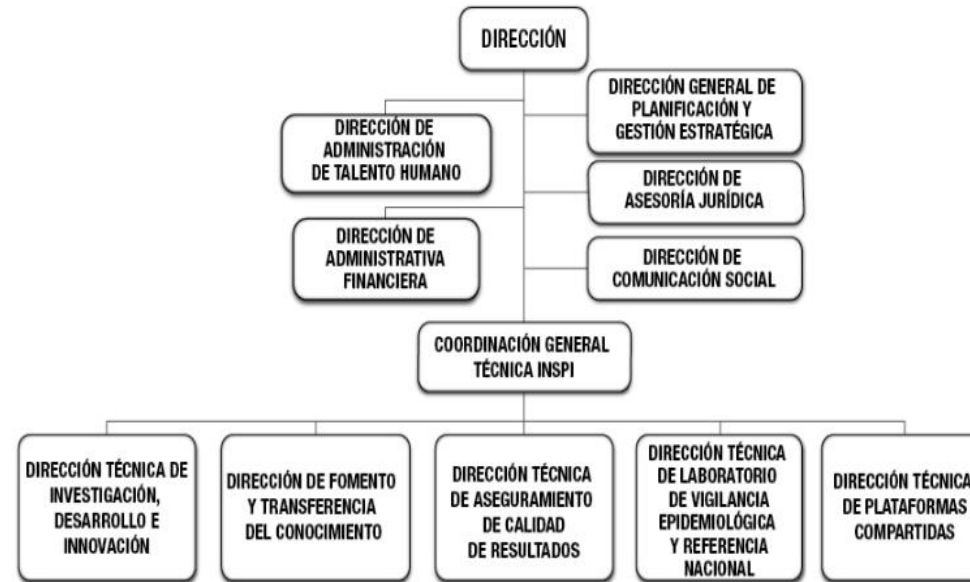 DIRECCIÓN
DIRECCIÓN GENERAL DE
PLANIFICACIÓN Y
GESTIÓN ESTRATÉGICA
DIRECCIÓN DE
ADMINISTRACIÓN
DE TALENTO HUMANO
DIRECCIÓN DE
ASESORÍA JURÍDICA
DIRECCIÓN DE
ADMINISTRATIVA
FINANCIERA
DIRECCIÓN DE
COMUNICACIÓN SOCIAL
COORDINACIÓN GENERAL
TÉCNICA INSPI
DIRECCIÓN TÉCNICA DE
INVESTIGACIÓN,
DESARROLLO E
INNOVACIÓN
DIRECCIÓN DE FOMENTO
Y TRANSFERENCIA
DEL CONOCIMIENTO
DIRECCIÓN TÉCNICA
DE ASEGURAMIENTO
DE CALIDAD
DE RESULTADOS
DIRECCIÓN TÉCNICA
DE LABORATORIO
DE VIGILANCIA
EPIDEMIOLÓGICA
Y REFERENCIA
NACIONAL
DIRECCIÓN TÉCNICA
DE PLATAFORMAS
COMPARTIDAS